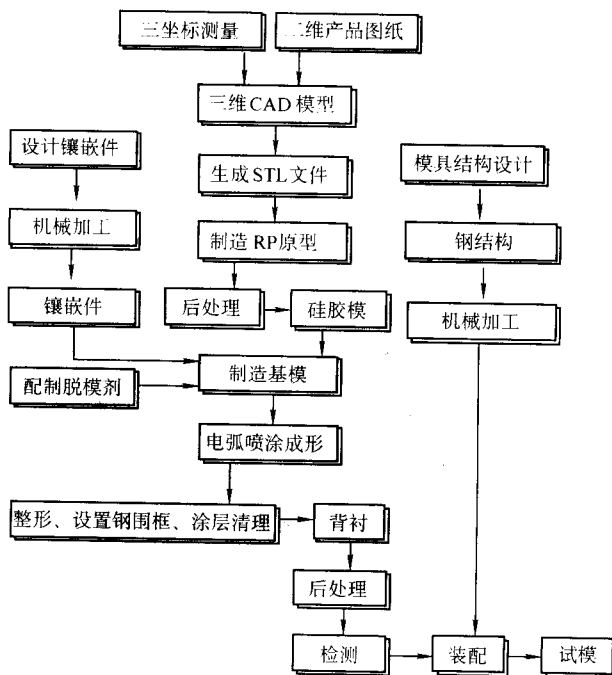 三坐标测量
二维产品图纸
三维CAD模型
设计镶嵌件
生成STL文件
模具结构设计
机械加工
制造RP原型
钢结构
镶嵌件
后处理
硅胶模
机械加工
制造基模
配制脱模剂
电弧喷涂成形
整形、设置钢围框、涂层清理
背衬
后处理
检测
装配
试模